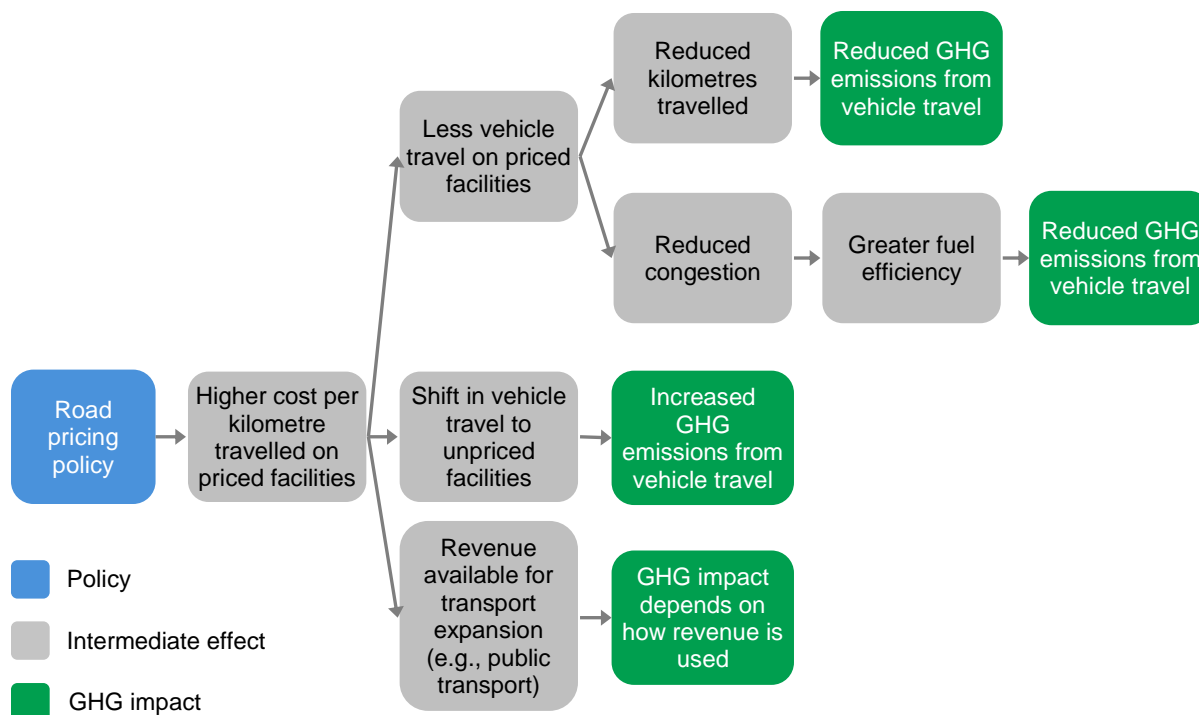 Reduced
kilometres
travelled
Reduced GHG
emissions from
vehicle travel
Less vehicle
travel on priced
facilities
Reduced
congestion
Greater fuel
efficiency
Reduced GHG
emissions from
vehicle travel
Road
pricing
policy
Higher cost per
kilometre
travelled on
priced facilities
Shift in vehicle
travel to
unpriced
facilities
Increased
GHG
emissions from
vehicle travel
Revenue
available for
transport
expansion
(e.g., public
transport)
GHG impact
depends on
how revenue is
used
Policy
Intermediate effect
GHG impact